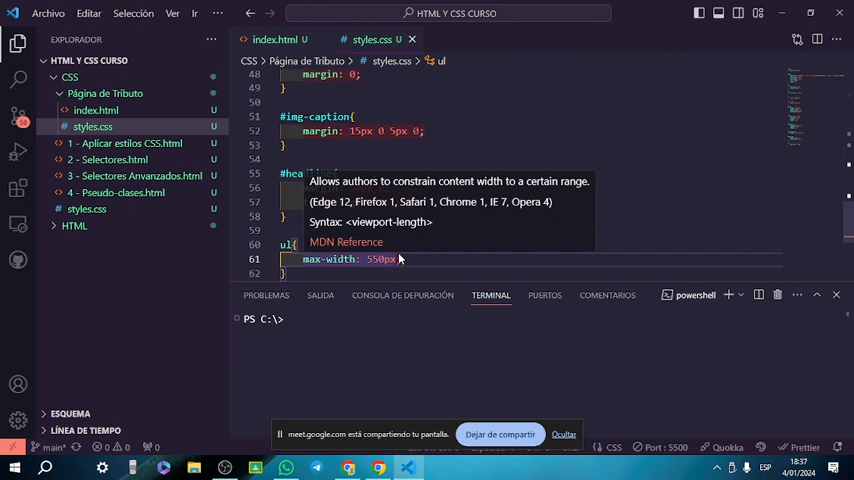 Archivo Editar Selección Ver Ir ··· HTML Y CSS CURSO
EXPLORADOR ···
index.html U # styles.css U
CSS > Página de Tributo > # styles.css > ul
HTML Y CSS CURSO
CSS
Página de Tributo
index.html U
# styles.css U
1 - Aplicar estilos CSS.html U
2 - Selectores.html U
3 - Selectores Anvanzados.html U
4 - Pseudo-clases.html U
# styles.css U
HTML
48 margin: 0;
49 }
50
51 #img-caption{
52 margin: 15px 0 5px 0;
53 }
54
55
56
57
58 }
59
60 ul{
61 max-width: 550px
62 }
Allows authors to constrain content width to a certain range.
(Edge 12, Firefox 1, Safari 1, Chrome 1, IE 7, Opera 4)
Syntax: <viewport-length>
MDN Reference
PROBLEMAS SALIDA CONSOLA DE DEPURACIÓN TERMINAL PUERTOS COMENTARIOS powershell
PS C:\>
ESQUEMA
LÍNEA DE TIEMPO
meet.google.com está compartiendo tu pantalla. Dejar de compartir Ocultar
main* 0 0 0 CSS Port : 5500 Quokka Prettier
ESP 18:37
4/01/2024